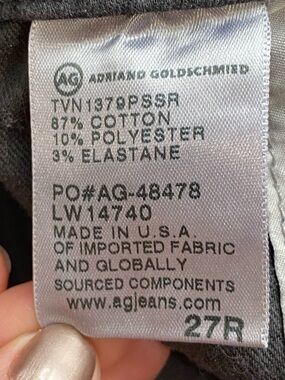 AG ADRIANO GOLDSCHMIED
TVN1379PSSR
87% COTTON
10% POLYESTER
3% ELASTANE
PO#AG-48478
LW14740
MADE IN U.S.A.
OF IMPORTED FABRIC
AND GLOBALLY
SOURCED COMPONENTS
www.agjeans.com
27R